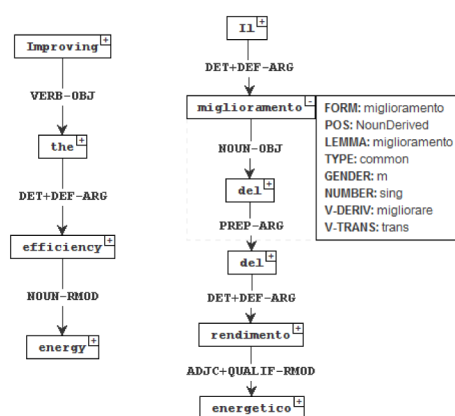 Improving
VERB-OBJ
the
DET+DEF-ARG
efficiency
NOUN-RMOD
energy
Il
DET+DEF-ARG
miglioramento
NOUN-OBJ
del
PREP-ARG
del
DET+DEF-ARG
rendimento
ADJC+QUALIF-RMOD
energetico
FORM: miglioramento
POS: NounDerived
LEMMA: miglioramento
TYPE: common
GENDER: m
NUMBER: sing
V-DERIV: migliorare
V-TRANS: trans